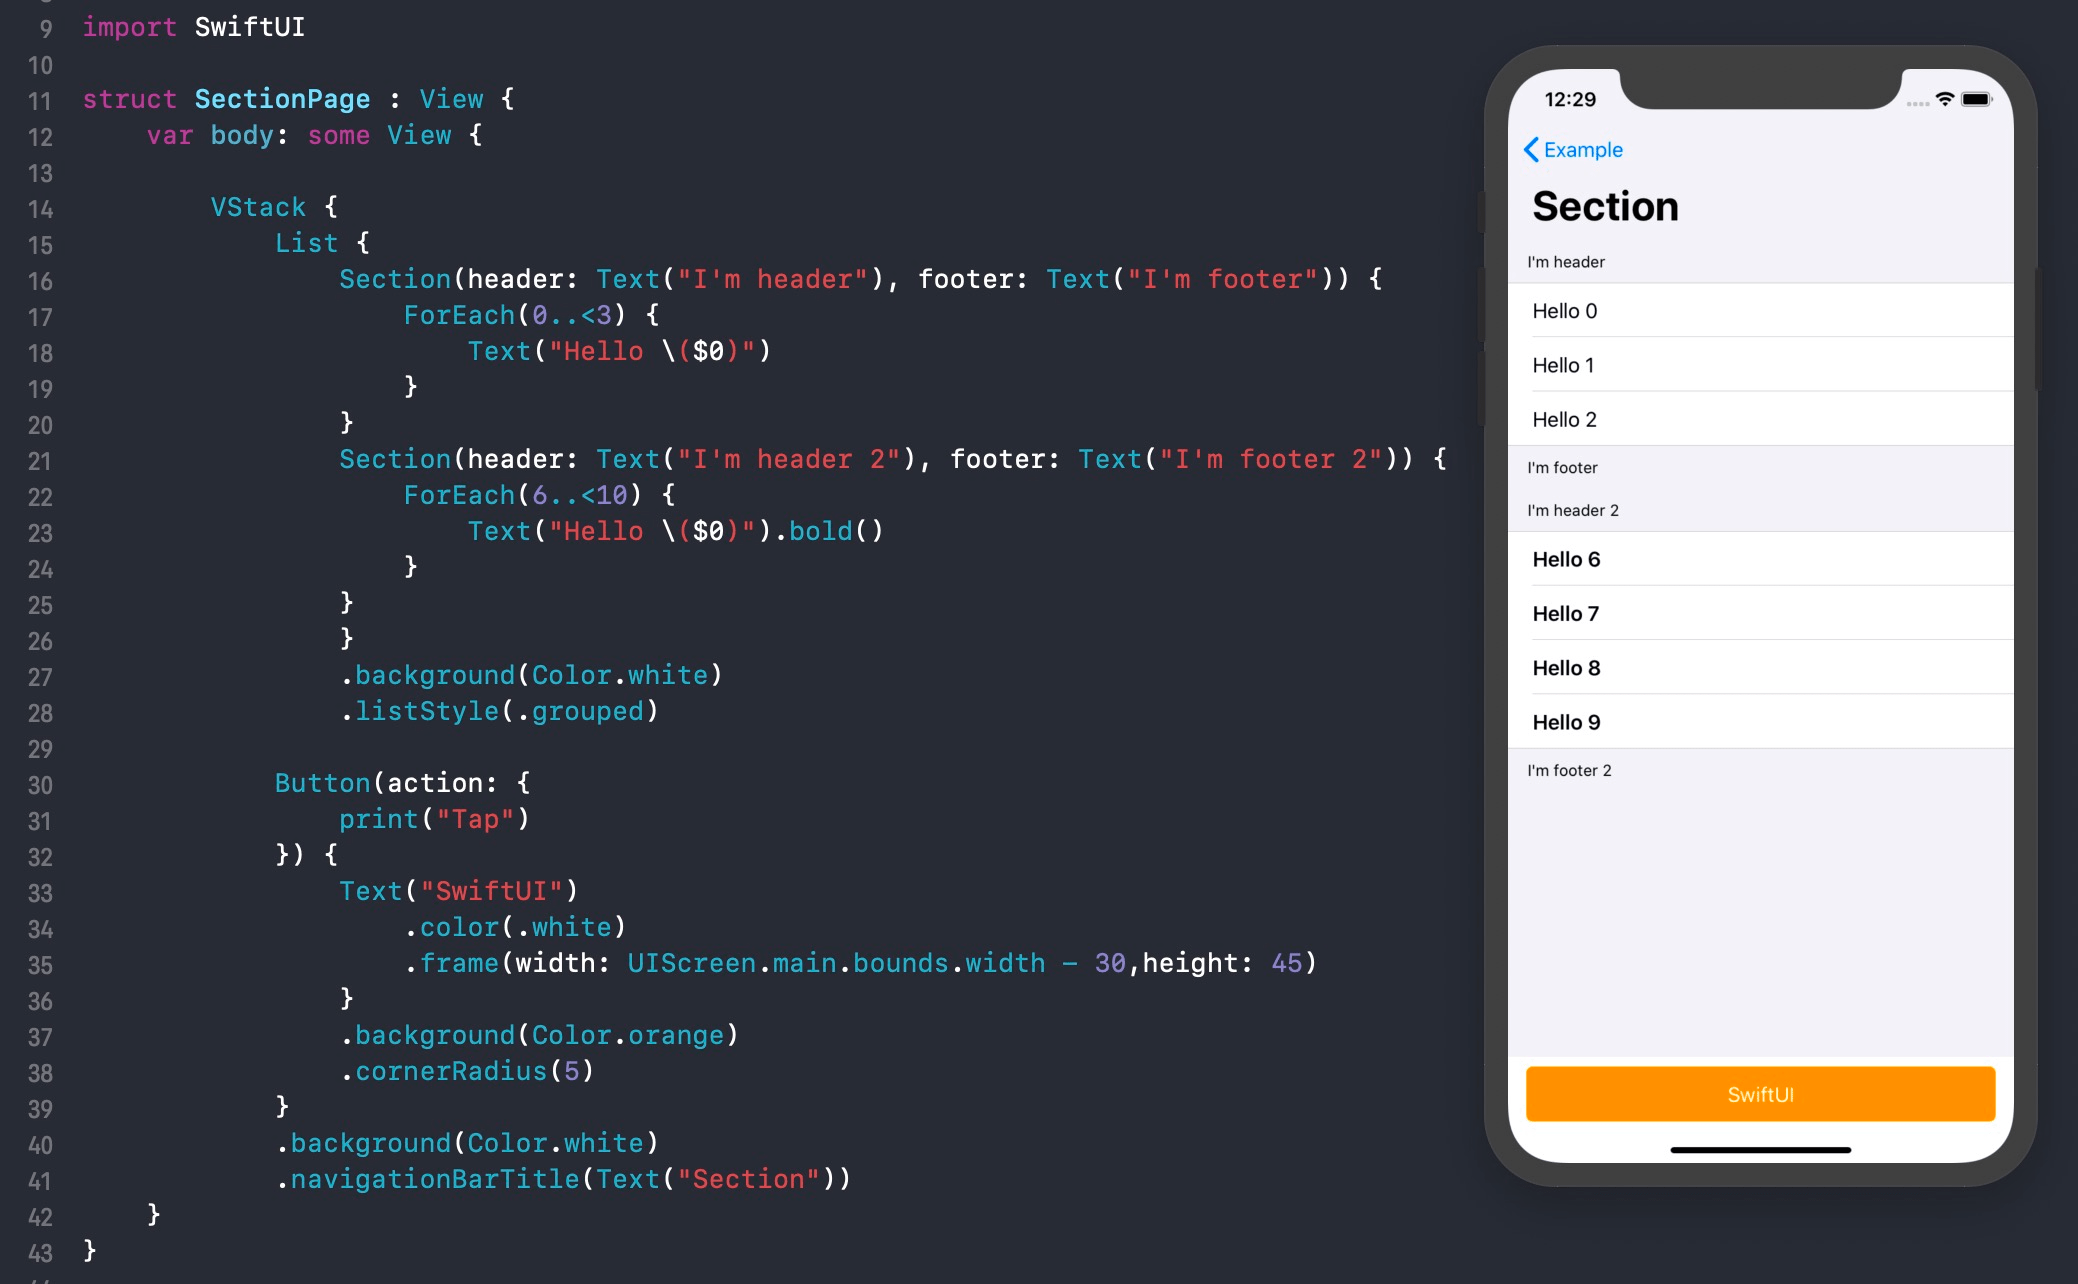 9 import SwiftUI
10
11 struct SectionPage : View {
12     var body: some View {
13
14         VStack {
15             List {
16                 Section(header: Text("I'm header"), footer: Text("I'm footer")) {
17                     ForEach(0..<3) {
18                         Text("Hello \($0)")
19                     }
20                 }
21                 Section(header: Text("I'm header 2"), footer: Text("I'm footer 2")) {
22                     ForEach(6..<10) {
23                         Text("Hello \($0)").bold()
24                     }
25                 }
26                 }
27                 .background(Color.white)
28                 .listStyle(.grouped)
29
30             Button(action: {
31                 print("Tap")
32             }) {
33                 Text("SwiftUI")
34                     .color(.white)
35                     .frame(width: UIScreen.main.bounds.width - 30,height: 45)
36                 }
37                 .background(Color.orange)
38                 .cornerRadius(5)
39             }
40             .background(Color.white)
41             .navigationBarTitle(Text("Section"))
42     }
43 }
12:29
Example
Section
I'm header
Hello 0
Hello 1
Hello 2
I'm footer
I'm header 2
Hello 6
Hello 7
Hello 8
Hello 9
I'm footer 2
SwiftUI